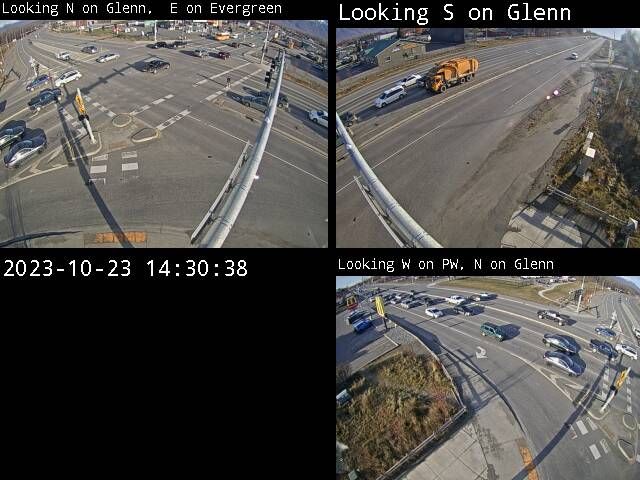 Looking N on Glenn, E on Evergreen
Looking S on Glenn
2023-10-23 14:30:38
Looking W on PW, N on Glenn